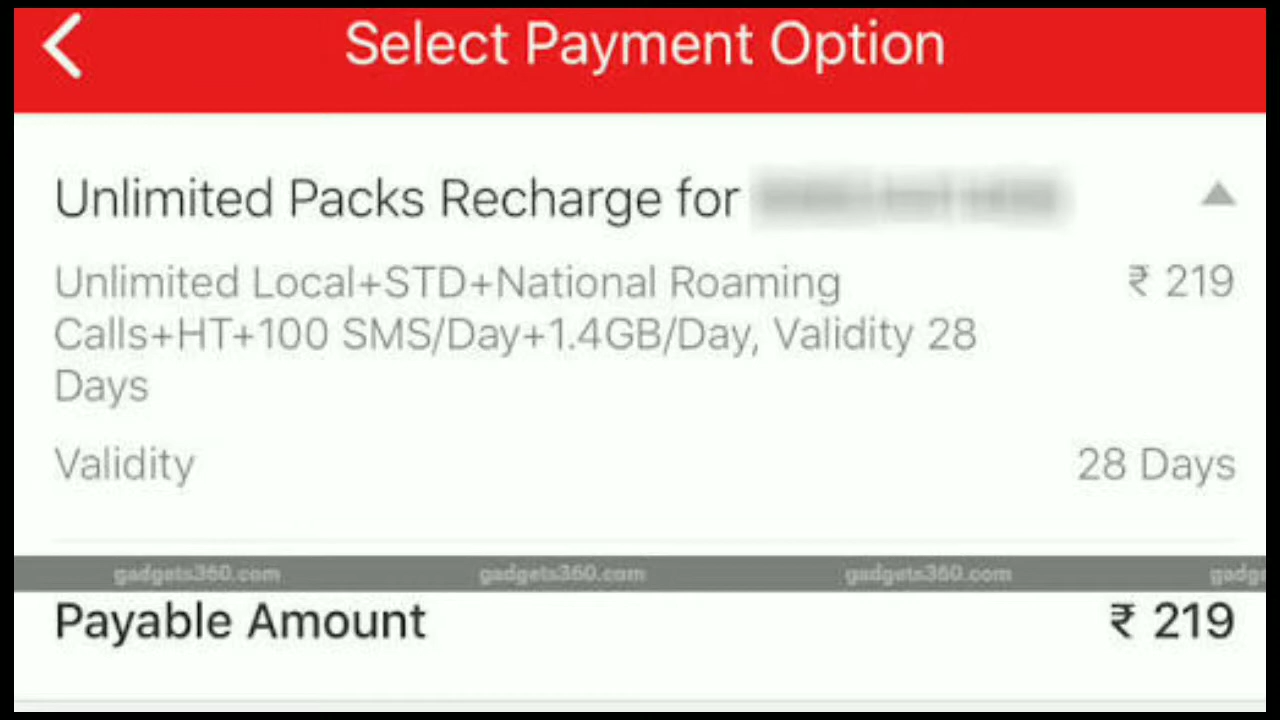 Select Payment Option
Unlimited Packs Recharge for
Unlimited Local+STD+National Roaming
₹ 219
Calls+HT+100 SMS/Day+1.4GB/Day, Validity 28
Days
Validity
28 Days
gadgets360.com gadgets360.com gadgets360.com gadge
Payable Amount
₹ 219